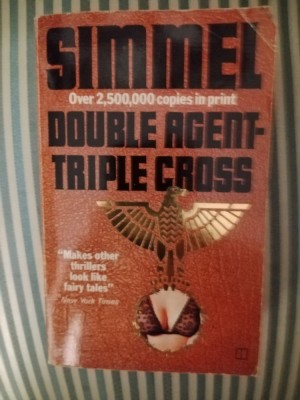 SIMMEL
Over 2,500,000 copies in print
DOUBLE AGENT-
TRIPLE CROSS
"Makes other
thrillers
look like
fairy tales"
New York Times